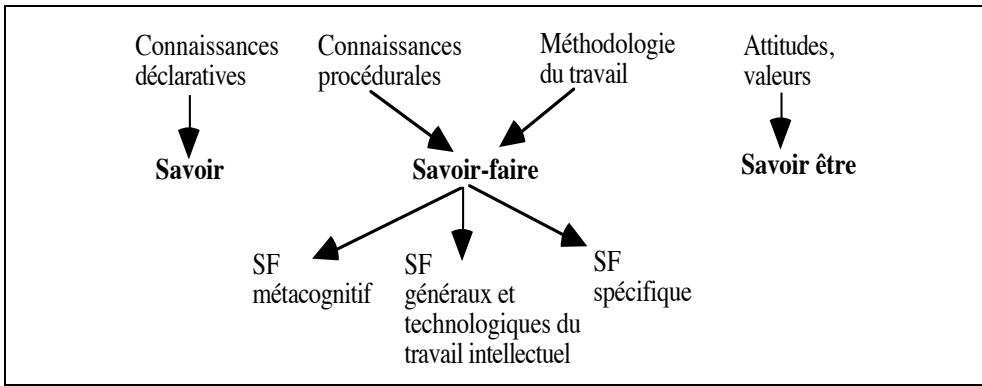 Connaissances
déclaratives
Connaissances
procédurales
Méthodologie
du travail
Attitudes,
valeurs
Savoir
Savoir-faire
Savoir être
SF
métacognitif
SF
généraux et
technologiques du
travail intellectuel
SF
spécifique